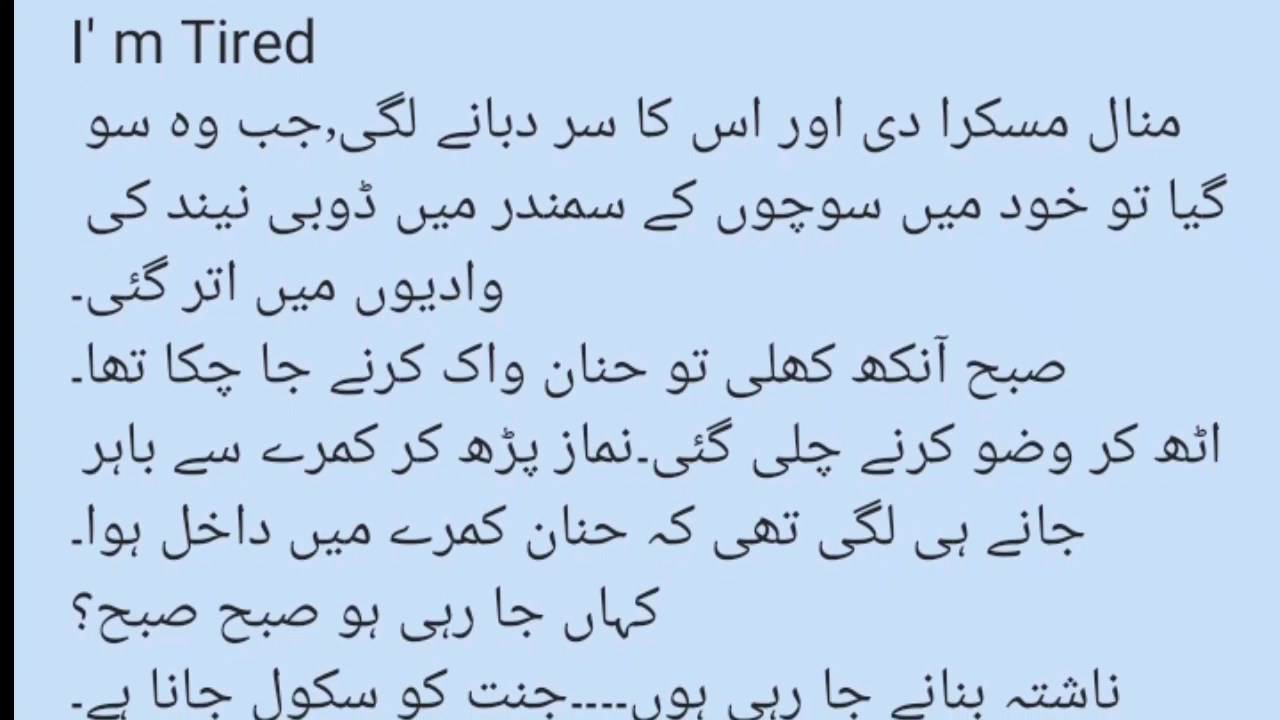 I' m Tired
منال مسکرا دی اور اس کا سر دبانے لگی,جب وہ سو
گیا تو خود میں سوچوں کے سمندر میں ڈوبی نیند کی
وادیوں میں اتر گئی۔
صبح آنکھ کھلی تو حنان واک کرنے جا چکا تھا۔
اٹھ کر وضو کرنے چلی گئی۔نماز پڑھ کر کمرے سے باہر
جانے ہی لگی تھی کہ حنان کمرے میں داخل ہوا۔
کہاں جا رہی ہو صبح صبح؟
ناشتہ بنانے جا رہی ہوں----جنت کو سکول جانا ہے۔